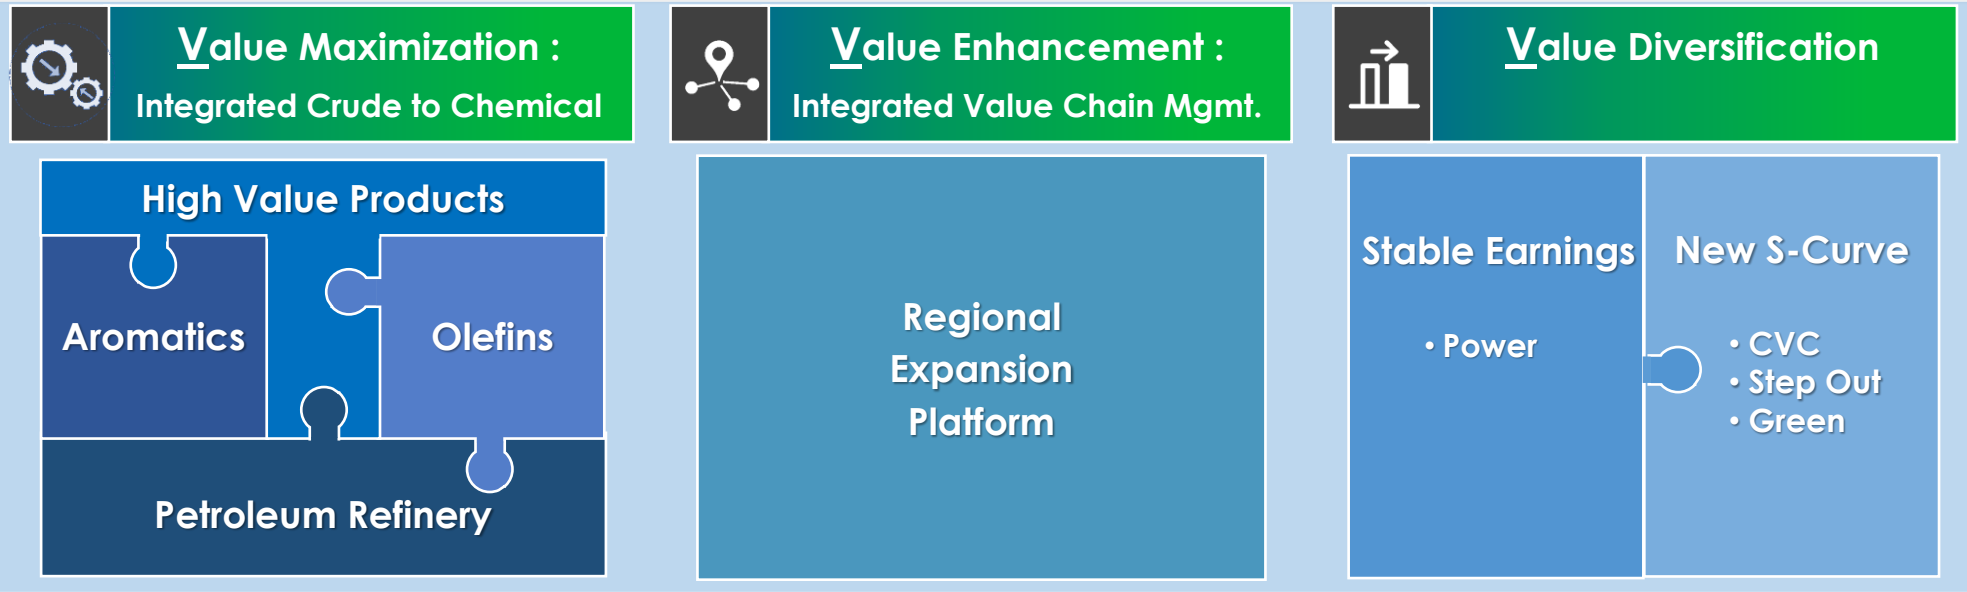 Value Maximization :
Integrated Crude to Chemical
High Value Products
Aromatics
Olefins
Petroleum Refinery
Value Enhancement :
Integrated Value Chain Mgmt.
Regional
Expansion
Platform
Value Diversification
Stable Earnings
• Power
New S-Curve
• CVC
• Step Out
• Green